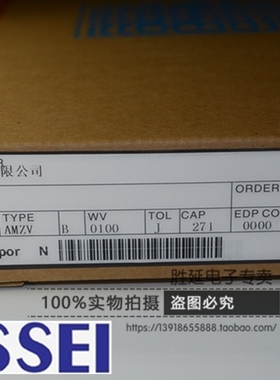 限公司
ORDER
TYPE WV TOL CAP EDP CO
AMZV B 0100 J 271 0000
por N
胜延电子专卖
100%实物拍摄 盗图必究
https://13918655888.taobao.com/
SSEI